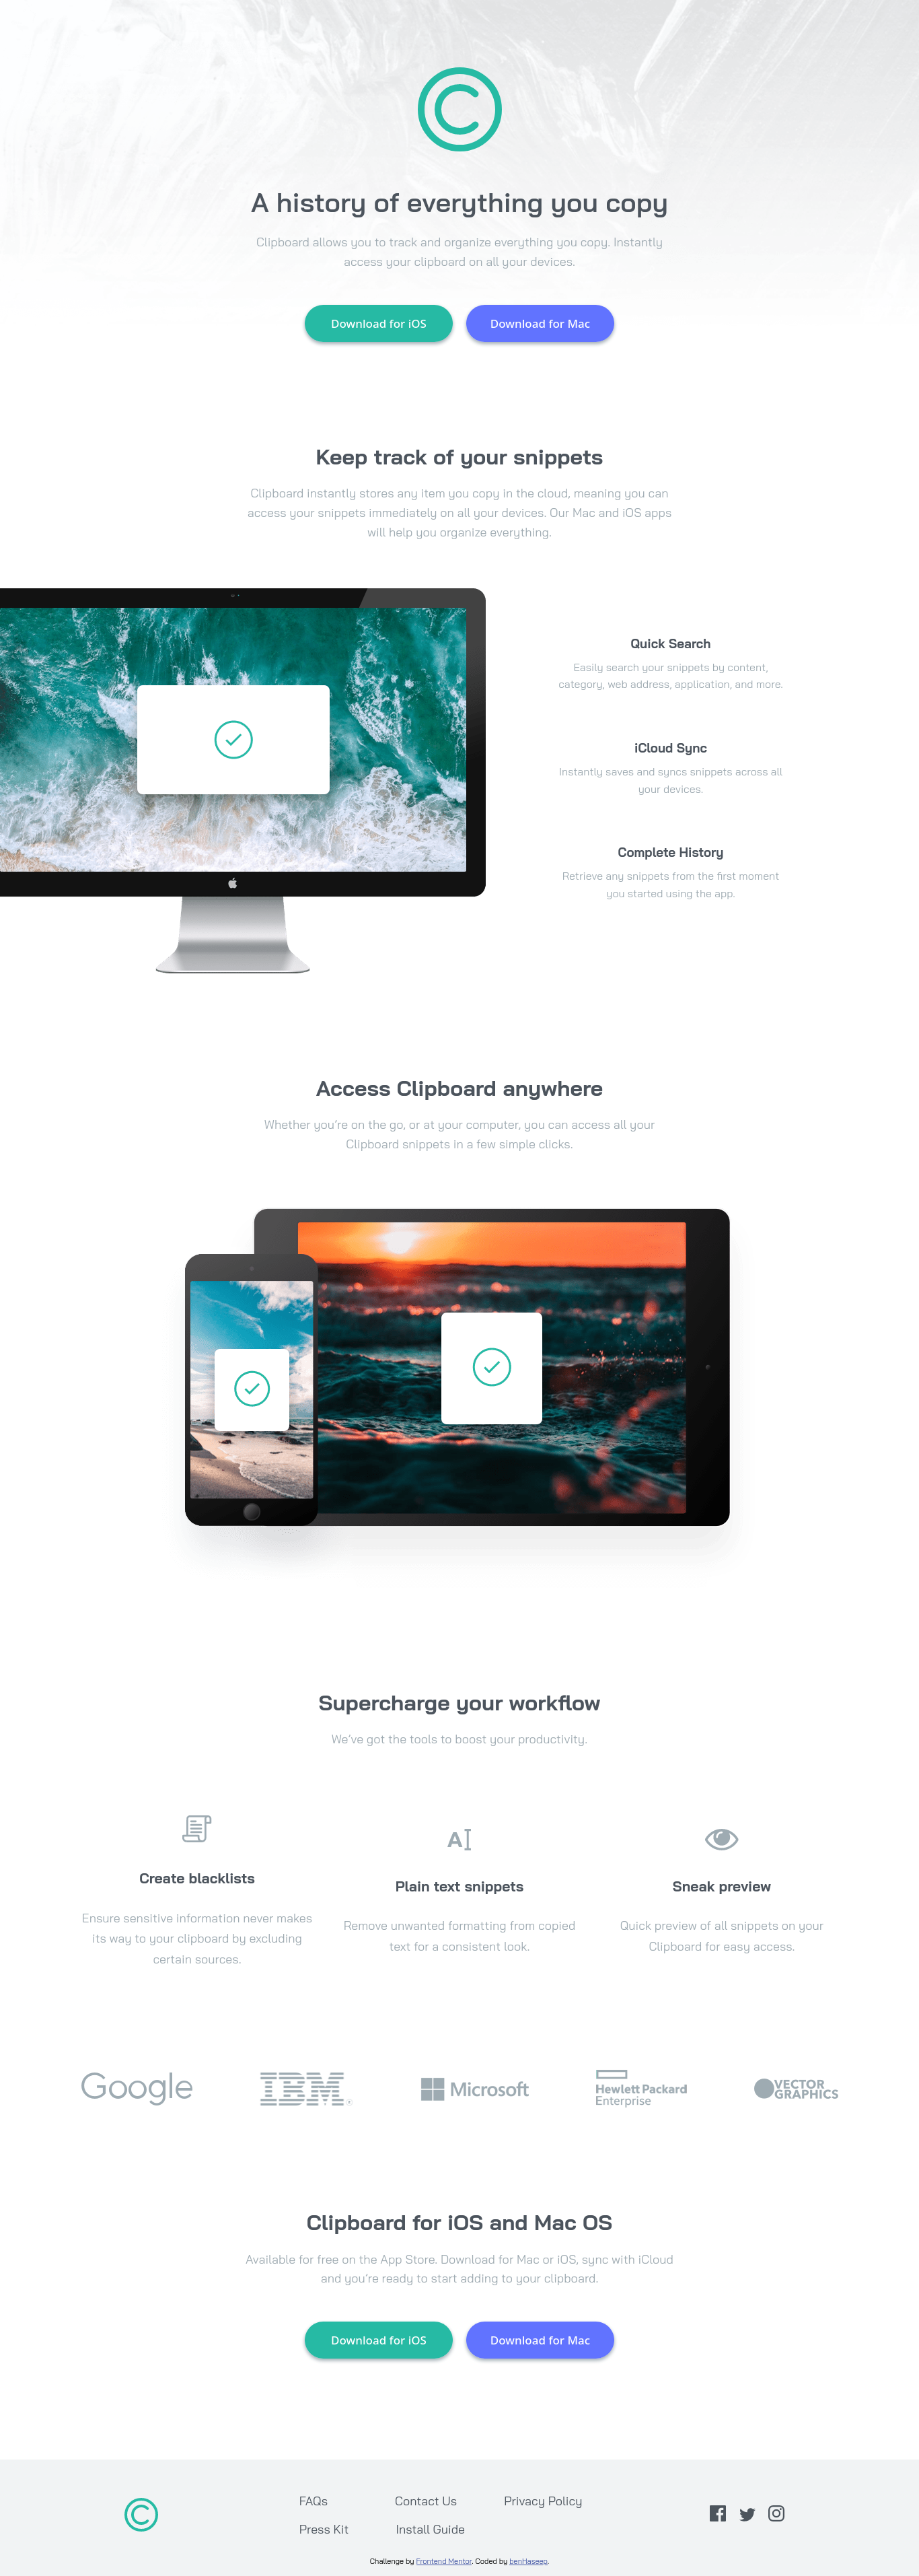 A history of everything you copy
Clipboard allows you to track and organize everything you copy. Instantly
access your clipboard on all your devices.
Download for iOS
Download for Mac
Keep track of your snippets
Clipboard instantly stores any item you copy in the cloud, meaning you can
access your snippets immediately on all your devices. Our Mac and iOS apps
will help you organize everything.
Quick Search
Easily search your snippets by content,
category, web address, application, and more.
iCloud Sync
Instantly saves and syncs snippets across all
your devices.
Complete History
Retrieve any snippets from the first moment
you started using the app.
Access Clipboard anywhere
Whether you’re on the go, or at your computer, you can access all your
Clipboard snippets in a few simple clicks.
Supercharge your workflow
We’ve got the tools to boost your productivity.
A
Create blacklists
Ensure sensitive information never makes
its way to your clipboard by excluding
certain sources.
Plain text snippets
Remove unwanted formatting from copied
text for a consistent look.
Sneak preview
Quick preview of all snippets on your
Clipboard for easy access.
Google
IBM®
Microsoft
Hewlett Packard
Enterprise
VECTOR
GRAPHICS
Clipboard for iOS and Mac OS
Available for free on the App Store. Download for Mac or iOS, sync with iCloud
and you’re ready to start adding to your clipboard.
Download for iOS
Download for Mac
FAQs
Contact Us
Privacy Policy
Press Kit
Install Guide
Challenge by Frontend Mentor. Coded by benHaseep.